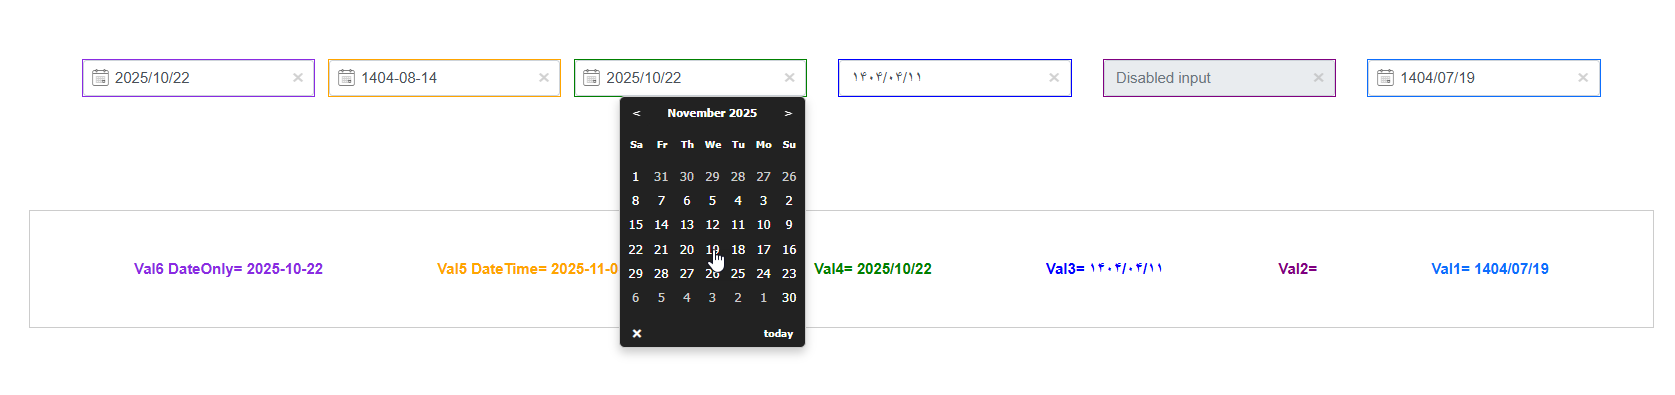 2025/10/22 ×
1404-08-14 ×
2025/10/22 ×
۱۴۰۴/۰۴/۱۱ ×
Disabled input ×
1404/07/19 ×
< November 2025 >
Sa Fr Th We Tu Mo Su
1 31 30 29 28 27 26
8 7 6 5 4 3 2
15 14 13 12 11 10 9
22 21 20 19 18 17 16
29 28 27 26 25 24 23
6 5 4 3 2 1 30
× today
Val6 DateOnly= 2025-10-22
Val5 DateTime= 2025-11-0
Val4= 2025/10/22
Val3= ۱۴۰۴/۰۴/۱۱
Val2=
Val1= 1404/07/19